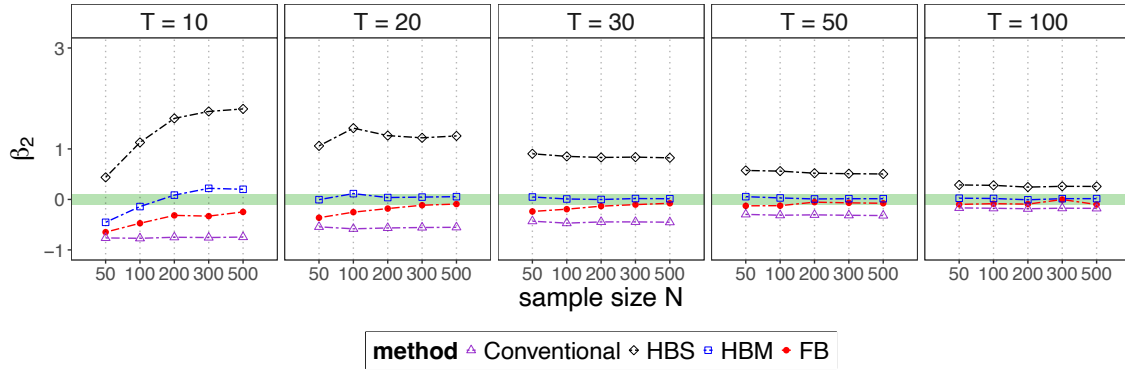 T = 10 T = 20 T = 30 T = 50 T = 100
3
1
0
−1
β2
50 100 200 300 500 50 100 200 300 500 50 100 200 300 500 50 100 200 300 500 50 100 200 300 500
sample size N
method Conventional HBS HBM FB